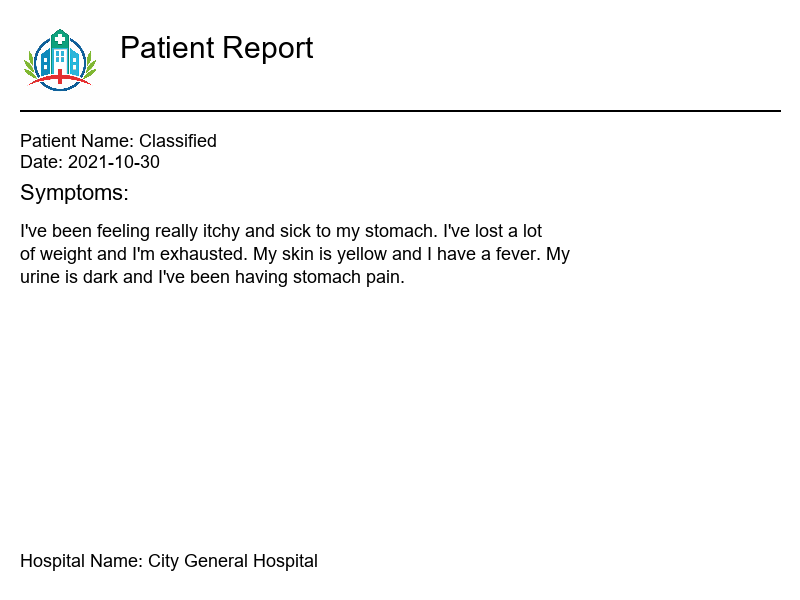 Patient Report
Patient Name: Classified
Date: 2021-10-30
Symptoms:
I've been feeling really itchy and sick to my stomach. I've lost a lot
of weight and I'm exhausted. My skin is yellow and I have a fever. My
urine is dark and I've been having stomach pain.
Hospital Name: City General Hospital